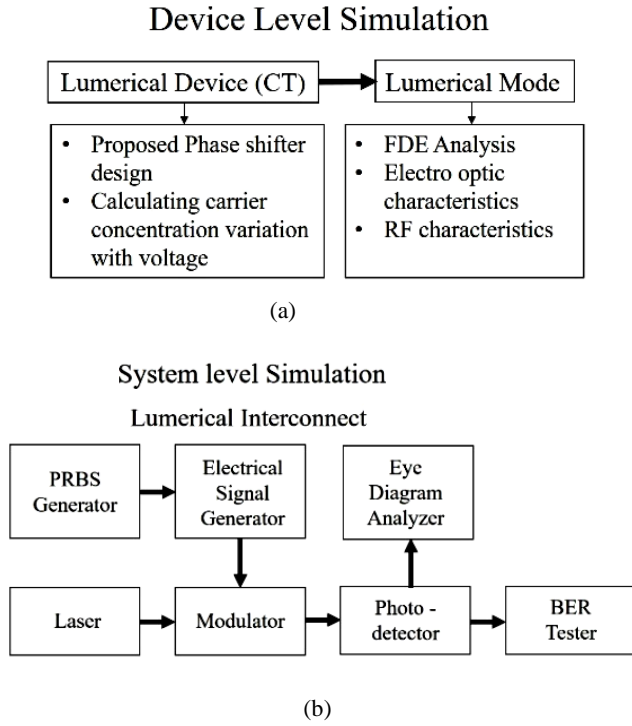 Device Level Simulation
Lumerical Device (CT)
Lumerical Mode
• Proposed Phase shifter
design
• Calculating carrier
concentration variation
with voltage
• FDE Analysis
• Electro optic
characteristics
• RF characteristics
(a)
System level Simulation
Lumerical Interconnect
PRBS
Generator
Electrical
Signal
Generator
Eye
Diagram
Analyzer
Laser
Modulator
Photo -
detector
BER
Tester
(b)